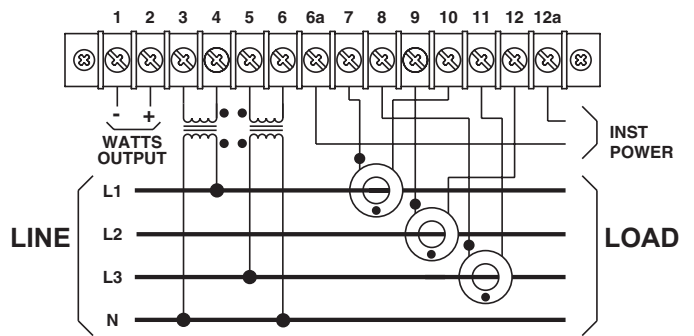 1 2 3 4 5 6 6a 7 8 9 10 11 12 12a
- +
WATTS
OUTPUT
INST
POWER
L1
L2
LINE
LOAD
L3
N